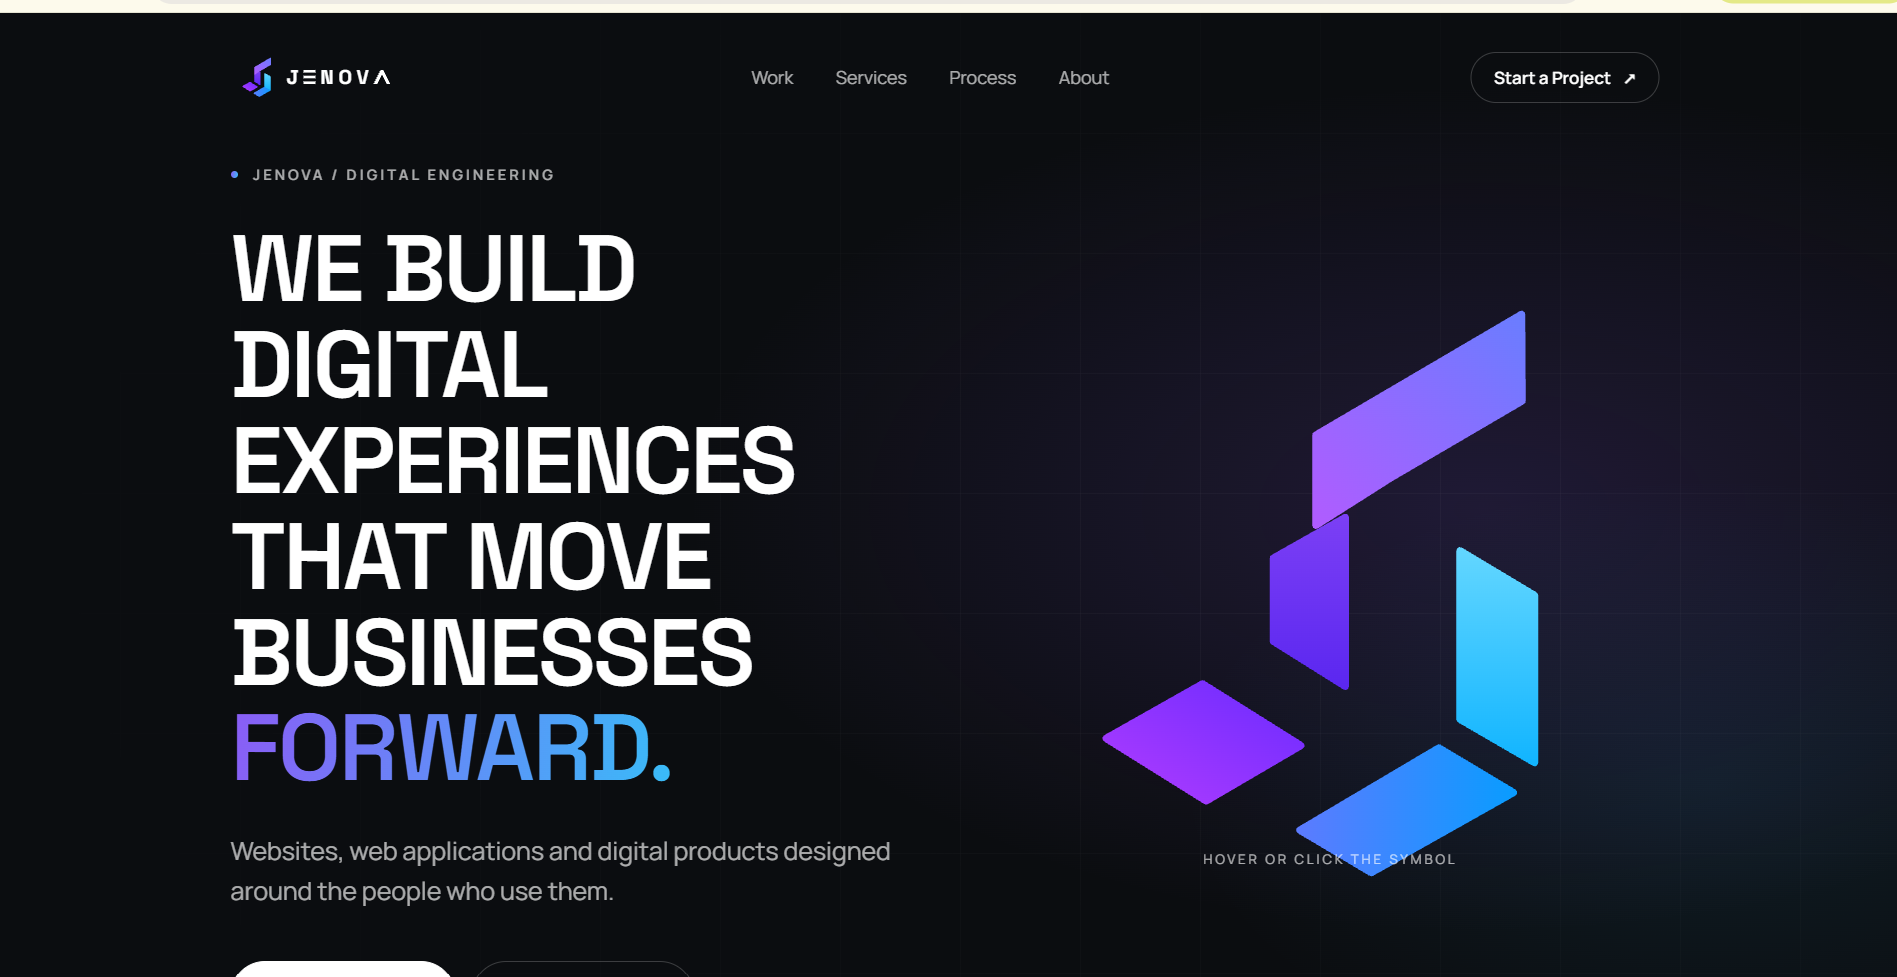 JENOVA
Work
Services
Process
About
Start a Project ↗
JENOVA / DIGITAL ENGINEERING
WE BUILD
DIGITAL
EXPERIENCES
THAT MOVE
BUSINESSES
FORWARD.
Websites, web applications and digital products designed
around the people who use them.
HOVER OR CLICK THE SYMBOL